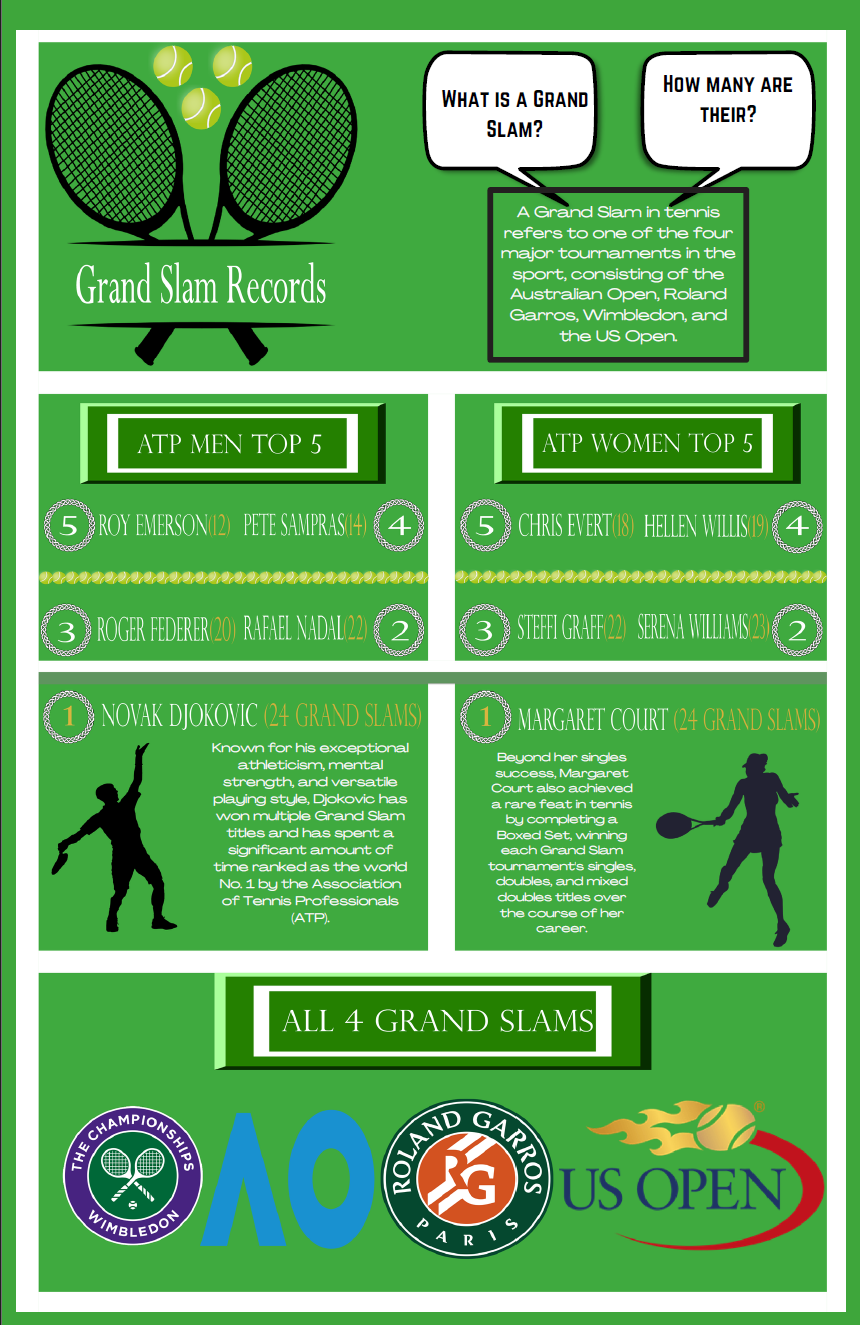 What is a Grand
Slam?
How many are
their?
Grand Slam Records
A Grand Slam in tennis
refers to one of the four
major tournaments in the
sport, consisting of the
Australian Open, Roland
Garros, Wimbledon, and
the US Open.
ATP MEN TOP 5
5 ROY EMERSON(12) PETE SAMPRAS(14) 4
3 ROGER FEDERER(20) RAFAEL NADAL(22) 2
ATP WOMEN TOP 5
5 CHRIS EVERT(18) HELLEN WILLIS(19) 4
3 STEFFI GRAFF(22) SERENA WILLIAMS(23) 2
1 NOVAK DJOKOVIC (24 GRAND SLAMS)
Known for his exceptional
athleticism, mental
strength, and versatile
playing style, Djokovic has
won multiple Grand Slam
titles and has spent a
significant amount of
time ranked as the world
No. 1 by the Association
of Tennis Professionals
(ATP).
1 MARGARET COURT (24 GRAND SLAMS)
Beyond her singles
success, Margaret
Court also achieved
a rare feat in tennis
by completing a
Boxed Set, winning
each Grand Slam
tournament's singles,
doubles, and mixed
doubles titles over
the course of her
career.
ALL 4 GRAND SLAMS
THE CHAMPIONSHIPS
WIMBLEDON
AO
ROLAND GARROS
RG
PARIS
US OPEN®